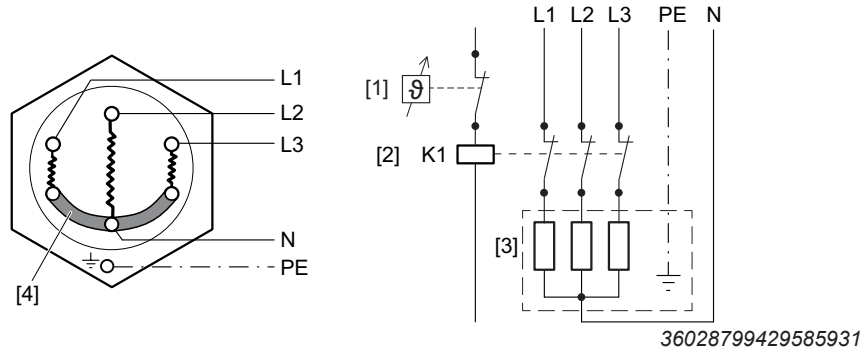 L1
L2
L3
N
PE
[4]
L1 L2 L3 PE N
[1] ϑ
[2] K1
[3]
36028799429585931